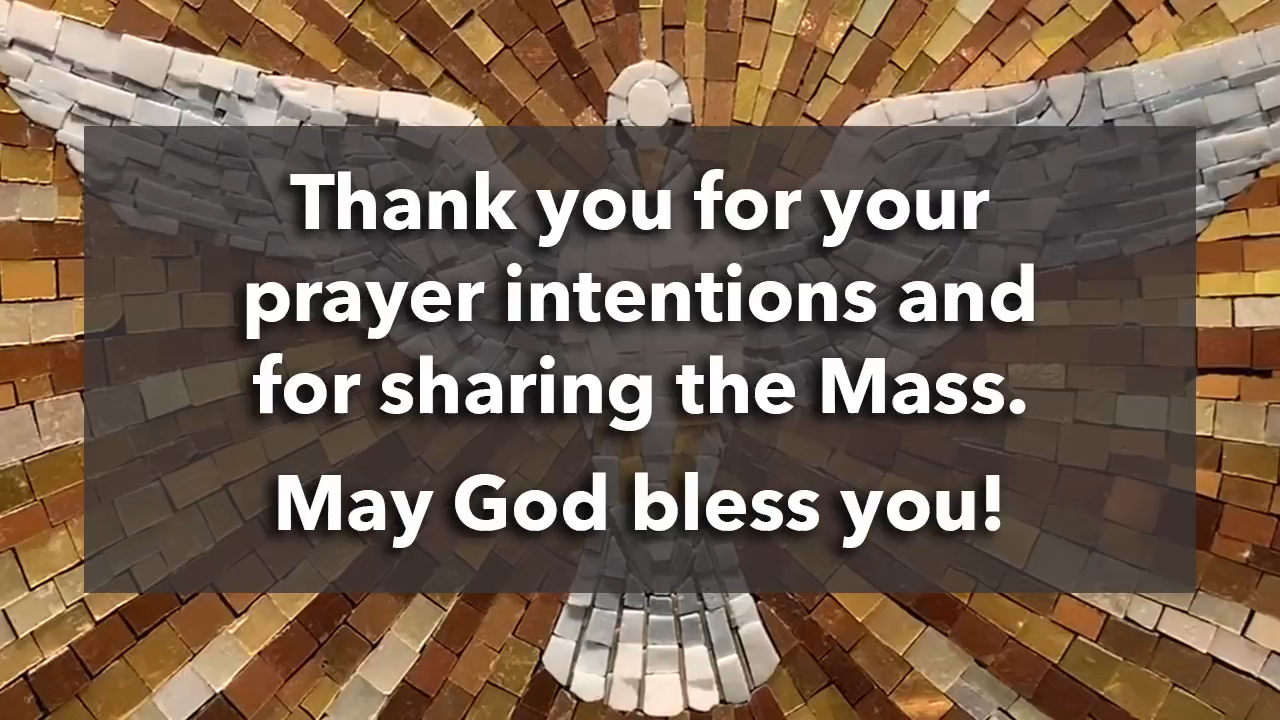 Thank you for your
prayer intentions and
for sharing the Mass.
May God bless you!